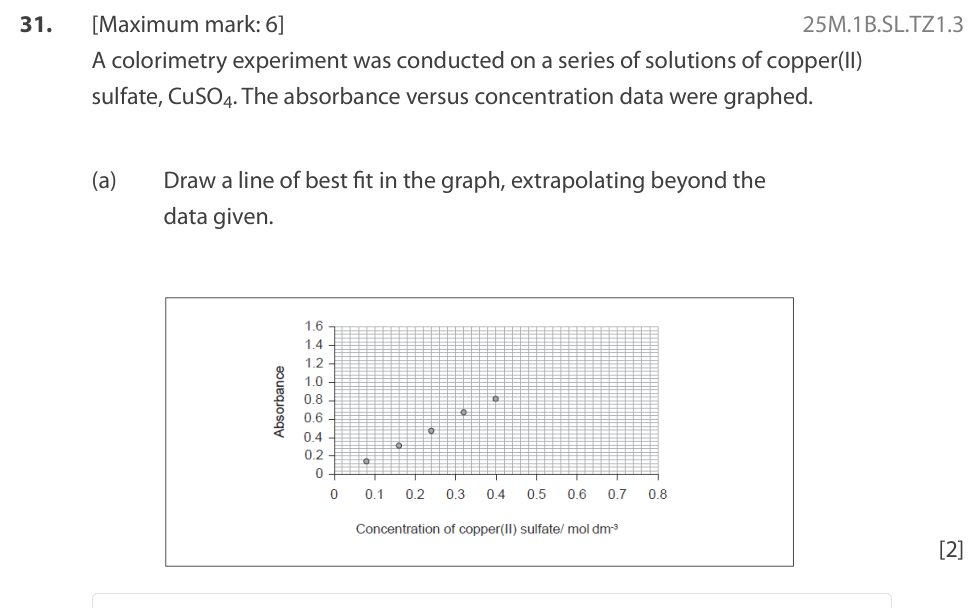 31. [Maximum mark: 6] 25M.1B.SL.TZ1.3
A colorimetry experiment was conducted on a series of solutions of copper(II)
sulfate, CuSO₄. The absorbance versus concentration data were graphed.
(a) Draw a line of best fit in the graph, extrapolating beyond the
data given.
Absorbance
1.6
1.4
1.2
1.0
0.8
0.6
0.4
0.2
0
0 0.1 0.2 0.3 0.4 0.5 0.6 0.7 0.8
Concentration of copper(II) sulfate/ mol dm⁻³
[2]